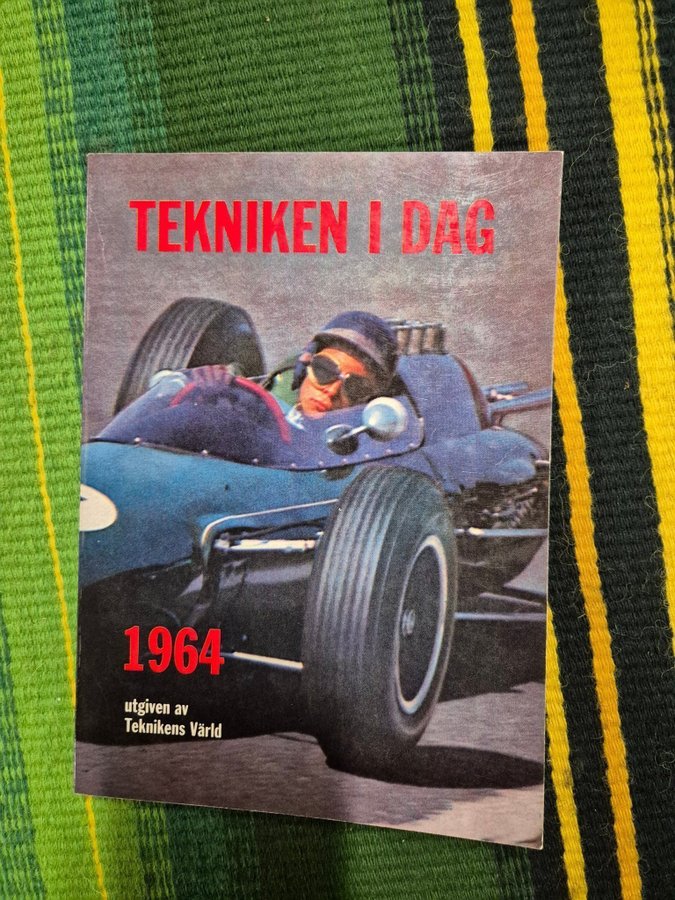 TEKNIKEN I DAG
1964
utgiven av
Teknikens Värld